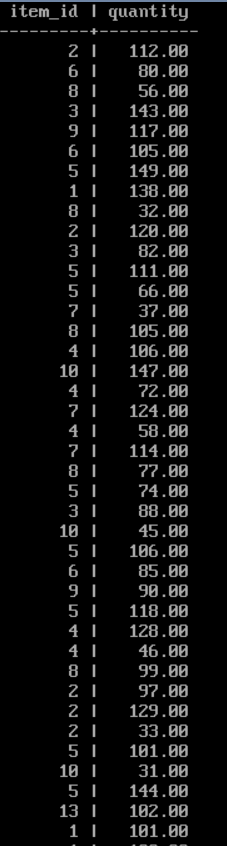 item_id | quantity
---------+----------
2 | 112.00
6 | 80.00
8 | 56.00
3 | 143.00
9 | 117.00
6 | 105.00
5 | 149.00
1 | 138.00
8 | 32.00
2 | 120.00
3 | 82.00
5 | 111.00
5 | 66.00
7 | 37.00
8 | 105.00
4 | 106.00
10 | 147.00
4 | 72.00
7 | 124.00
4 | 58.00
7 | 114.00
8 | 77.00
5 | 74.00
3 | 88.00
10 | 45.00
5 | 106.00
6 | 85.00
9 | 90.00
5 | 118.00
4 | 128.00
4 | 46.00
8 | 99.00
2 | 97.00
2 | 129.00
2 | 33.00
5 | 101.00
10 | 31.00
5 | 144.00
13 | 102.00
1 | 101.00